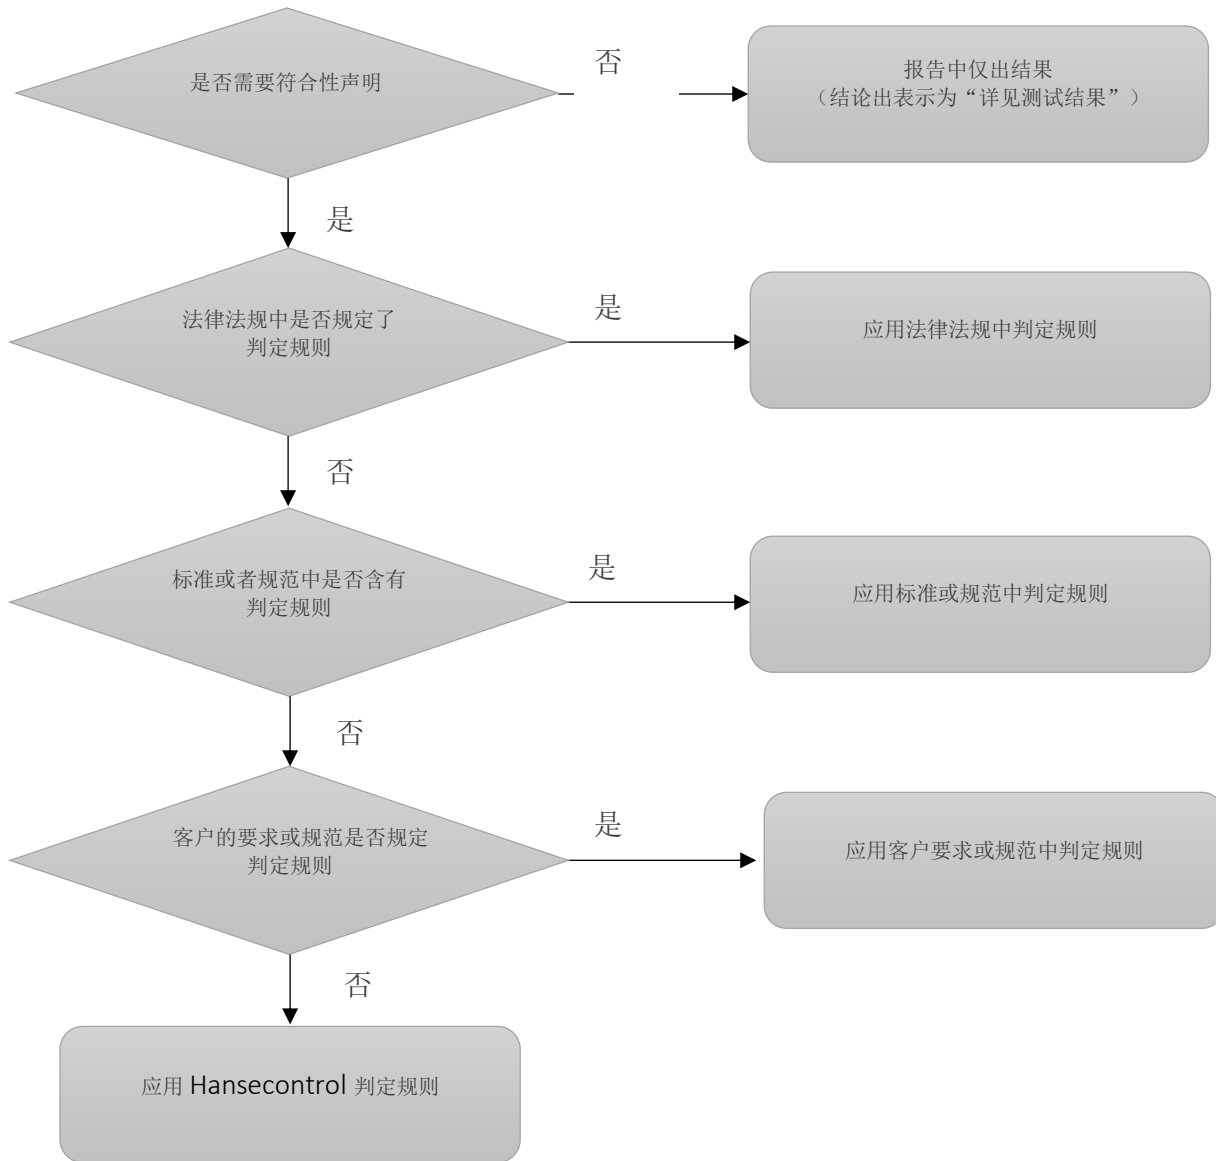 是否需要符合性声明
否
报告中仅出结果
（结论出表示为“详见测试结果”）
是
法律法规中是否规定了
判定规则
是
应用法律法规中判定规则
否
标准或者规范中是否含有
判定规则
是
应用标准或规范中判定规则
否
客户的要求或规范是否规定
判定规则
是
应用客户要求或规范中判定规则
否
应用 Hansecontrol 判定规则